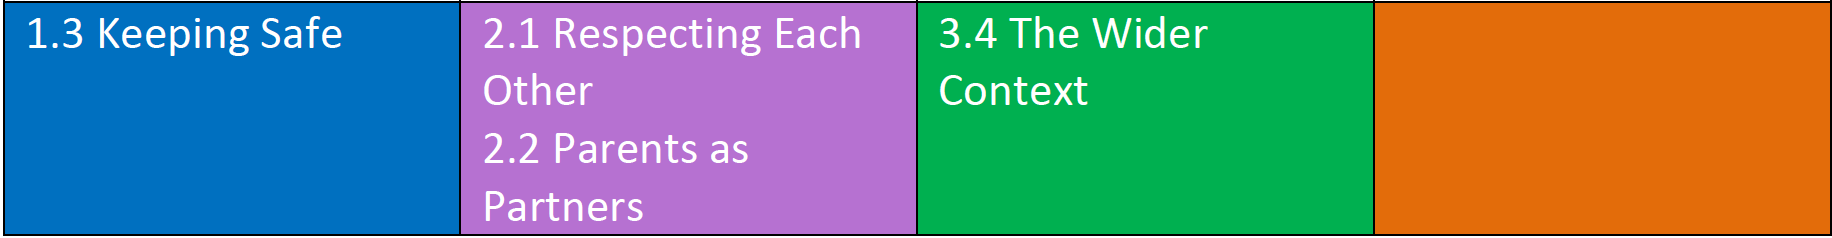 1.3 Keeping Safe
2.1 Respecting Each
Other
2.2 Parents as
Partners
3.4 The Wider
Context